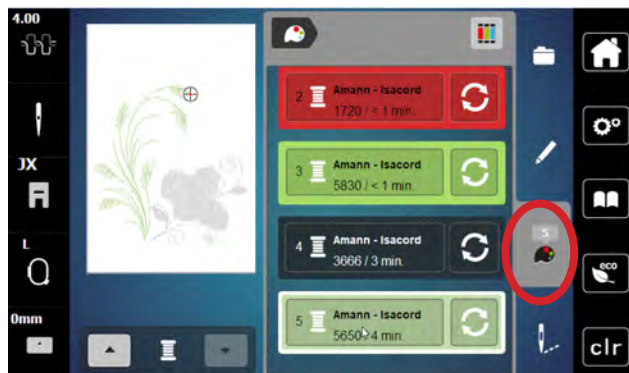 4.00
JX
L
0mm
2 Amann - Isacord
1720 / < 1 min.
3 Amann - Isacord
5830 / < 1 min.
4 Amann - Isacord
3666 / 3 min.
5 Amann - Isacord
5650 / 4 min.
5
eco
clr